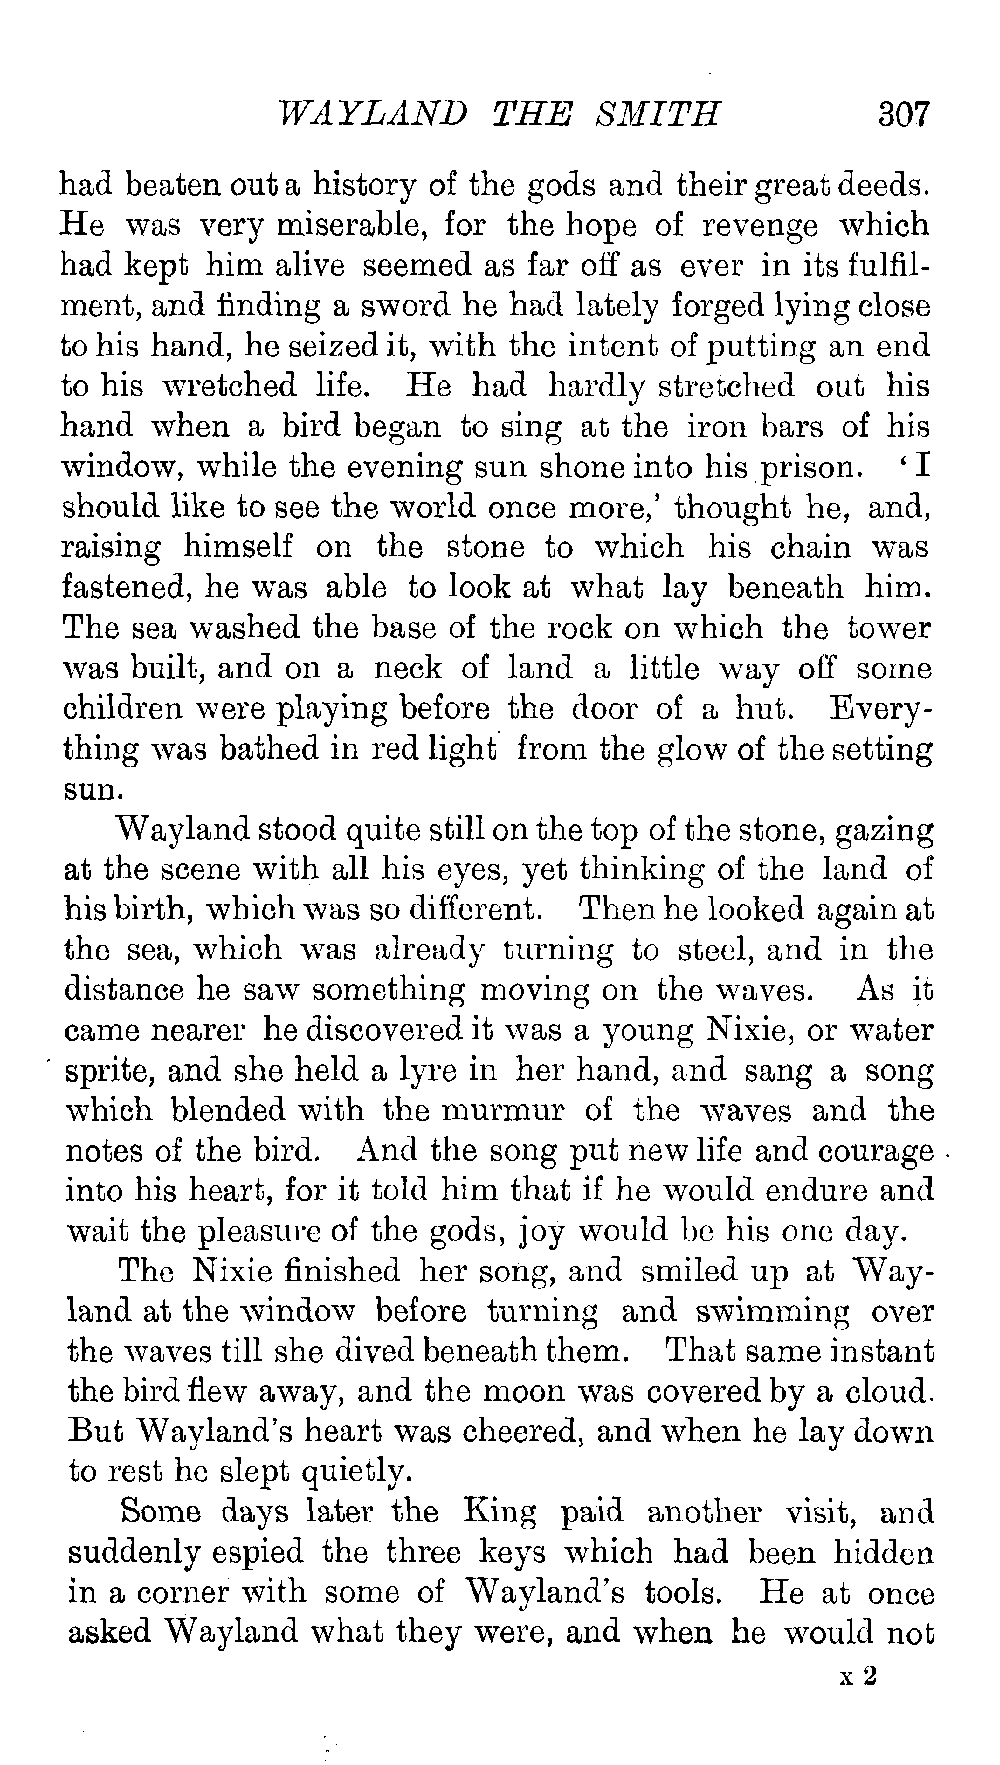 WAYLAND THE SMITH 307
had beaten out a history of the gods and their great deeds.
He was very miserable, for the hope of revenge which
had kept him alive seemed as far off as ever in its fulfil-
ment, and finding a sword he had lately forged lying close
to his hand, he seized it, with the intent of putting an end
to his wretched life. He had hardly stretched out his
hand when a bird began to sing at the iron bars of his
window, while the evening sun shone into his prison. ‘I
should like to see the world once more,’ thought he, and,
raising himself on the stone to which his chain was
fastened, he was able to look at what lay beneath him.
The sea washed the base of the rock on which the tower
was built, and on a neck of land a little way off some
children were playing before the door of a hut. Every-
thing was bathed in red light from the glow of the setting
sun.
Wayland stood quite still on the top of the stone, gazing
at the scene with all his eyes, yet thinking of the land of
his birth, which was so different. Then he looked again at
the sea, which was already turning to steel, and in the
distance he saw something moving on the waves. As it
came nearer he discovered it was a young Nixie, or water
sprite, and she held a lyre in her hand, and sang a song
which blended with the murmur of the waves and the
notes of the bird. And the song put new life and courage
into his heart, for it told him that if he would endure and
wait the pleasure of the gods, joy would be his one day.
The Nixie finished her song, and smiled up at Way-
land at the window before turning and swimming over
the waves till she dived beneath them. That same instant
the bird flew away, and the moon was covered by a cloud.
But Wayland’s heart was cheered, and when he lay down
to rest he slept quietly.
Some days later the King paid another visit, and
suddenly espied the three keys which had been hidden
in a corner with some of Wayland’s tools. He at once
asked Wayland what they were, and when he would not
x 2